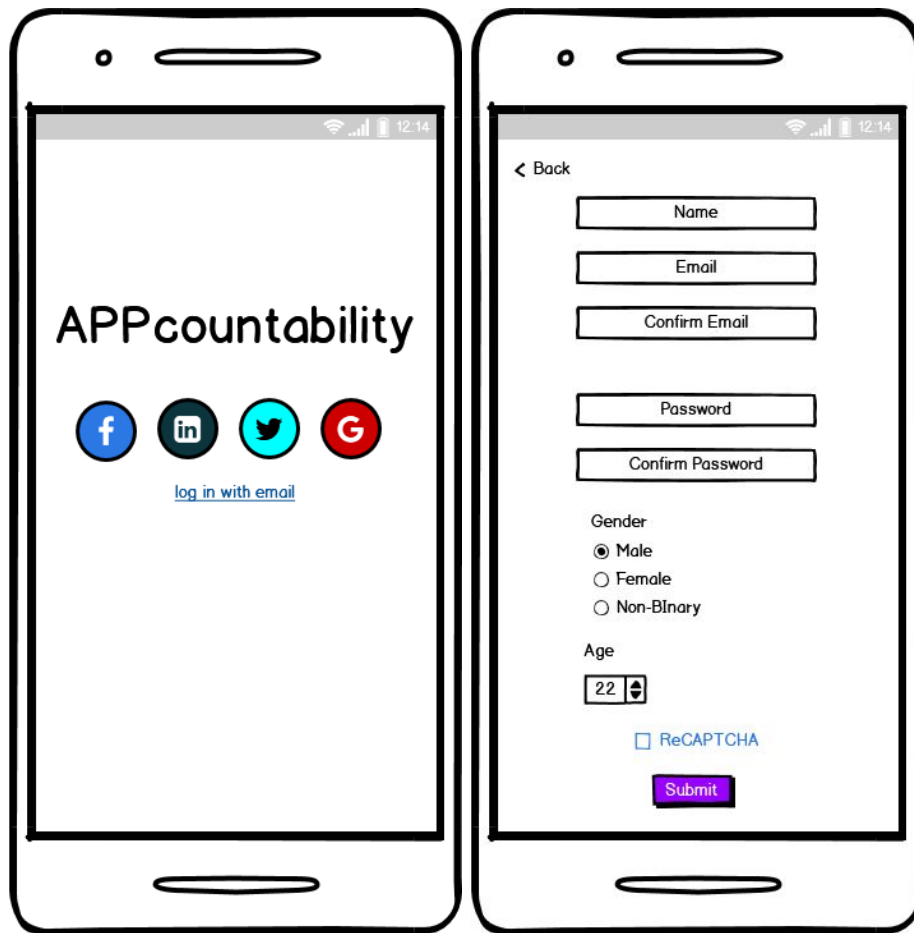 12:14
APPcountability
f
in
G
log in with email
12:14
< Back
Name
Email
Confirm Email
Password
Confirm Password
Gender
Male
Female
Non-BInary
Age
22
ReCAPTCHA
Submit